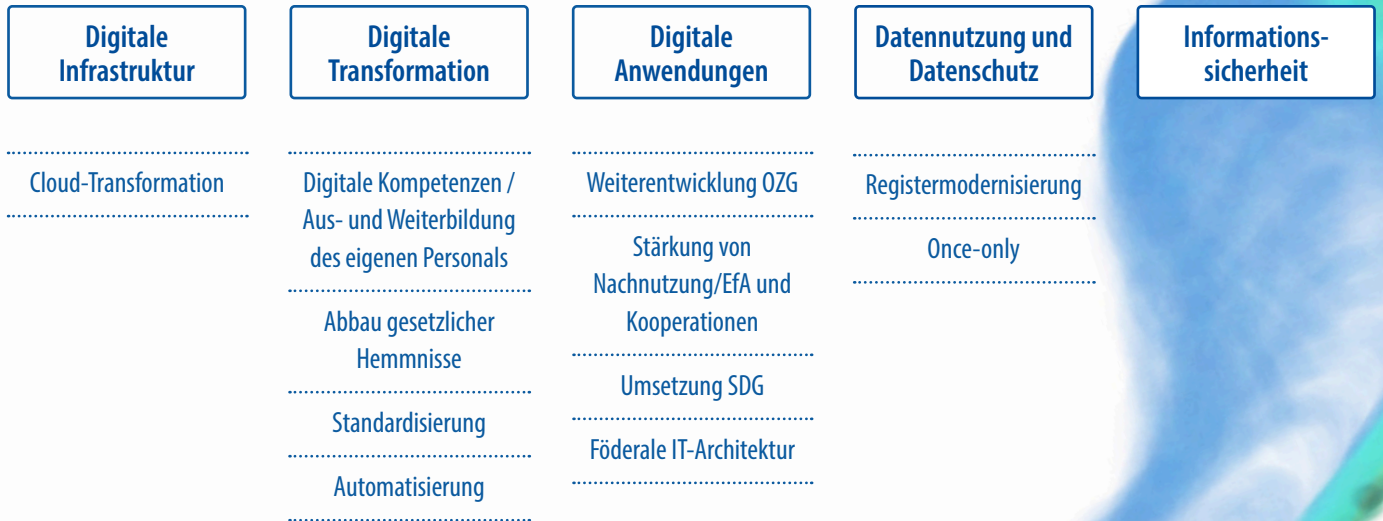 Digitale
Infrastruktur
Cloud-Transformation
Digitale
Transformation
Digitale Kompetenzen /
Aus- und Weiterbildung
des eigenen Personals
Abbau gesetzlicher
Hemmnisse
Standardisierung
Automatisierung
Digitale
Anwendungen
Weiterentwicklung OZG
Stärkung von
Nachnutzung/EfA und
Kooperationen
Umsetzung SDG
Föderale IT-Architektur
Datennutzung und
Datenschutz
Registermodernisierung
Once-only
Informations-
sicherheit